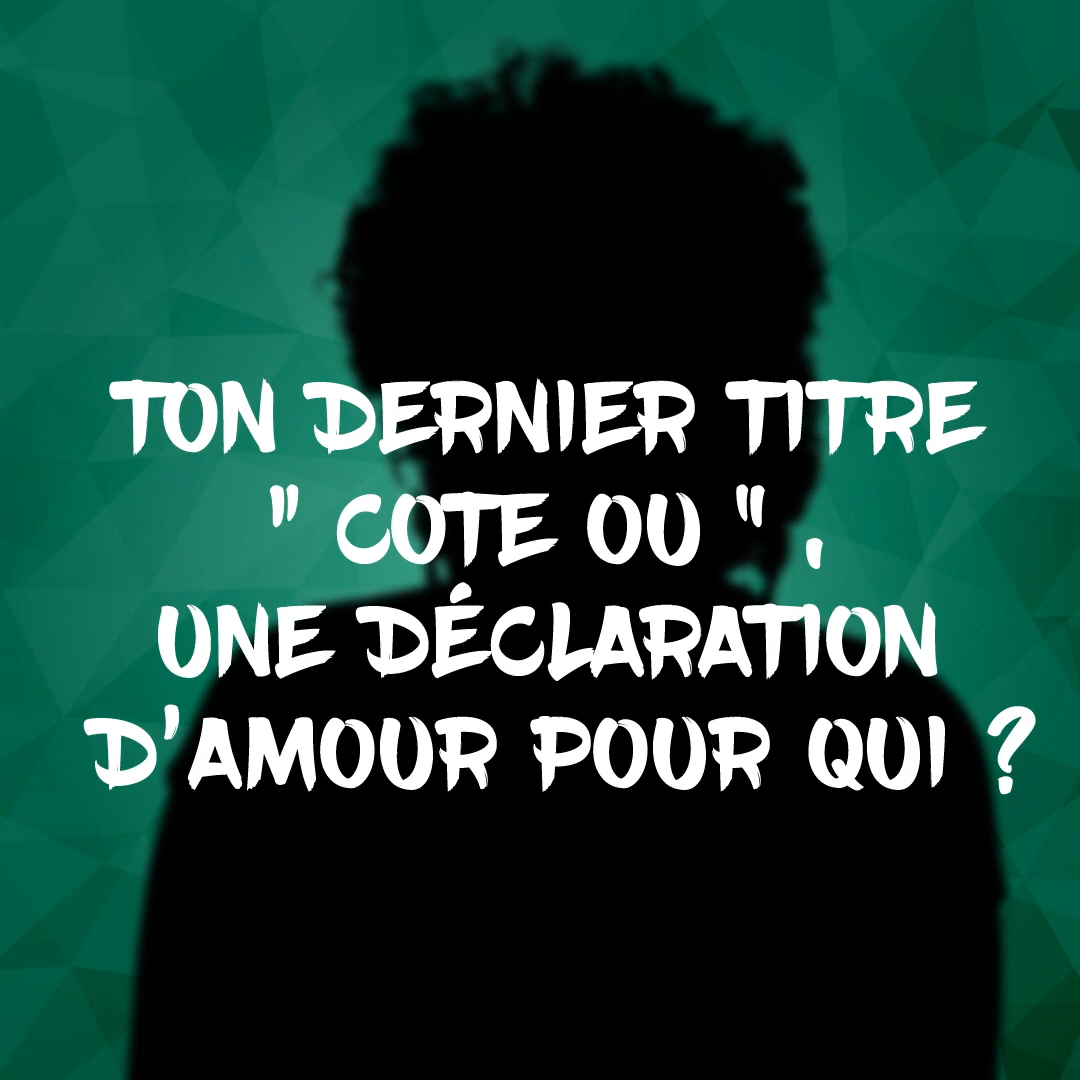 TON DERNIER TITRE
" COTE OU " ,
UNE DÉCLARATION
D'AMOUR POUR QUI ?